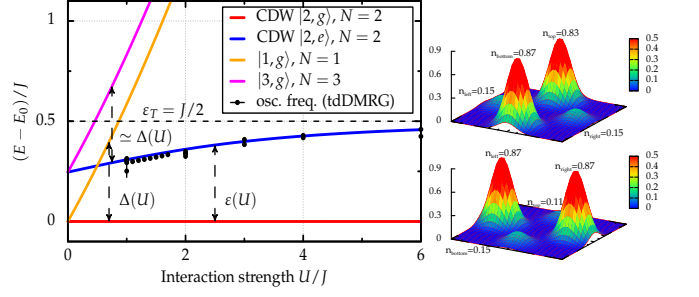 CDW |2,g⟩, N = 2
CDW |2,e⟩, N = 2
|1,g⟩, N = 1
|3,g⟩, N = 3
osc. freq. (tdDMRG)
(E − E₀)/J
1
0.5
0
ε_T = J/2
≃ Δ(U)
Δ(U)
ε(U)
0 2 4 6
Interaction strength U/J
n_top=0.83
n_bottom=0.87
n_left=0.15
n_right=0.15
0.9
0.6
0.3
0
0.5
0.4
0.3
0.2
0.1
0
n_left=0.87
n_right=0.87
n_top=0.11
n_bottom=0.15
0.9
0.6
0.3
0
0.5
0.4
0.3
0.2
0.1
0